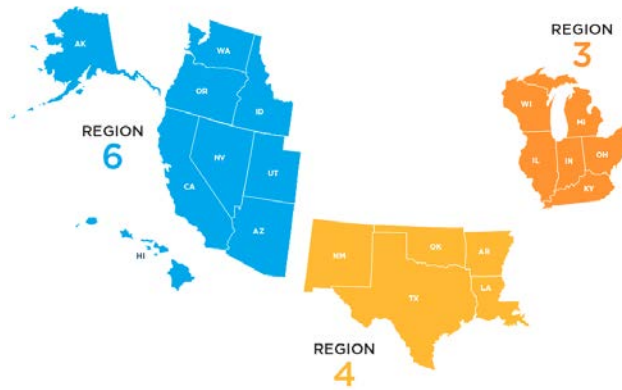 REGION
6
AK
WA
OR
ID
NV
UT
CA
AZ
HI
REGION
3
WI
MI
IL
IN
OH
KY
NM
OK
AR
TX
LA
REGION
4